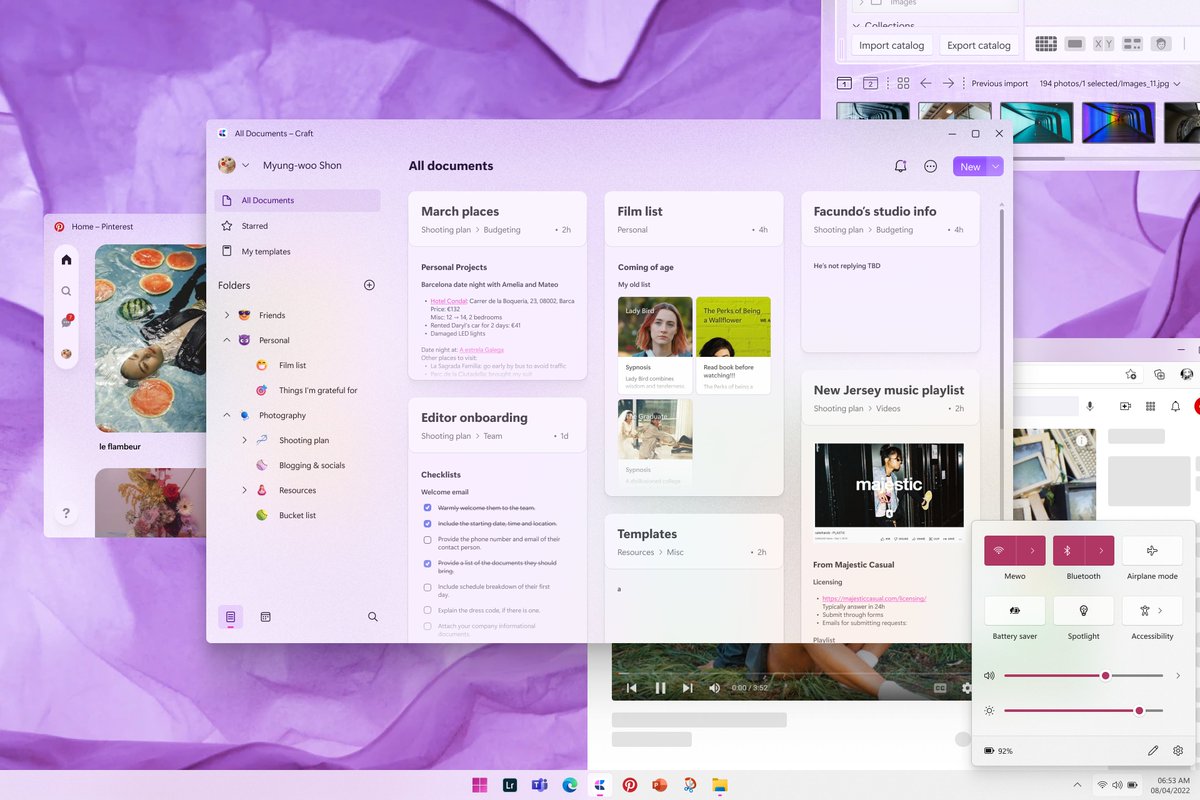 Images
Collections
Import catalog
Export catalog
X Y
1
2
Previous import
194 photos/1 selected/Images_11.jpg
All Documents – Craft
Myung-woo Shon
All Documents
Starred
My templates
Folders
Friends
Personal
Film list
Things I'm grateful for
Photography
Shooting plan
Blogging & socials
Resources
Bucket list
Home – Pinterest
7
le flambeur
?
All documents
New
March places
Shooting plan > Budgeting
• 2h
Personal Projects
Barcelona date night with Amelia and Mateo
• Hotel Condal: Carrer de la Boqueria, 23, 08002, Barca
Price: €132
Misc: 12 → 14, 2 bedrooms
• Rented Daryl's car for 2 days: €41
• Damaged LED lights
Date night at: A estrela Galega
Other places to visit:
• La Sagrada Familia: go early by bus to avoid traffic
• Parc de la Ciutadella: brought my suit
Editor onboarding
Shooting plan > Team
• 1d
Checklists
Welcome email
Warmly welcome them to the team.
Include the starting date, time and location.
Provide the phone number and email of their
contact person.
Provide a list of the documents they should
bring.
Include schedule breakdown of their first
day.
Explain the dress code, if there is one.
Attach your company informational
documents.
Film list
Personal
• 4h
Coming of age
My old list
Lady Bird
Sypnosis
Lady Bird combines
wisdom and tenderness
The Perks of Being
a Wallflower
Read book before
watching!!!
The Perks of being a
The Graduate
Sypnosis
A disillusioned college
Templates
Resources > Misc
• 2h
a
Facundo's studio info
Shooting plan > Budgeting
• 4h
He's not replying TBD
New Jersey music playlist
Shooting plan > Videos
• 2h
majestic
From Majestic Casual
Licensing
• https://majesticcasual.com/licensing/
Typically answer in 24h
• Submit through forms
• Emails for submitting requests:
Playlist
0:00 / 3:52
CC
Mewo
Bluetooth
Airplane mode
Battery saver
Spotlight
Accessibility
92%
Lr
T
P
06:53 AM
08/04/2022